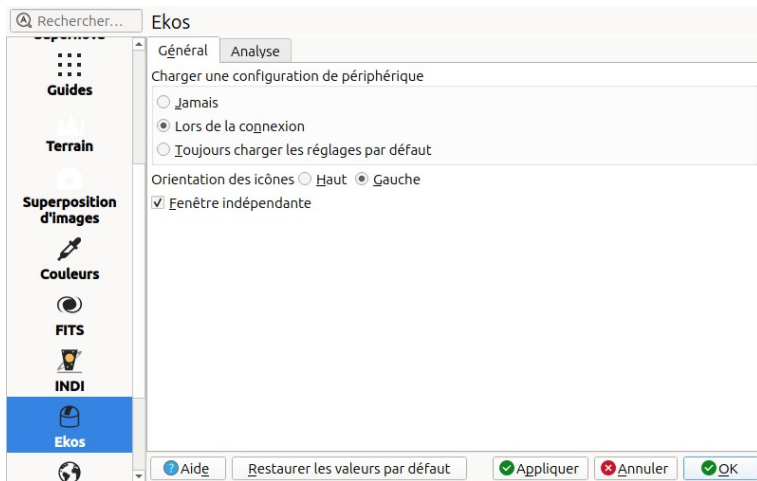 Rechercher...
Ekos
Général
Analyse
Charger une configuration de périphérique
Jamais
Lors de la connexion
Toujours charger les réglages par défaut
Orientation des icônes
Haut
Gauche
Fenêtre indépendante
Guides
Terrain
Superposition
d'images
Couleurs
FITS
INDI
Ekos
Aide
Restaurer les valeurs par défaut
Appliquer
Annuler
OK